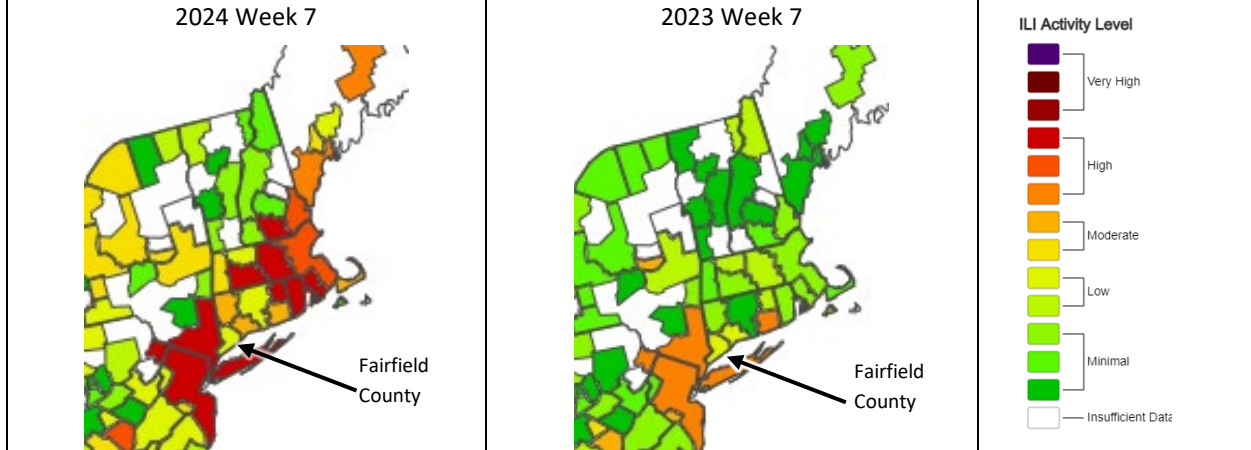 2024 Week 7
2023 Week 7
ILI Activity Level
Very High
High
Moderate
Low
Minimal
Insufficient Data
Fairfield
County
Fairfield
County